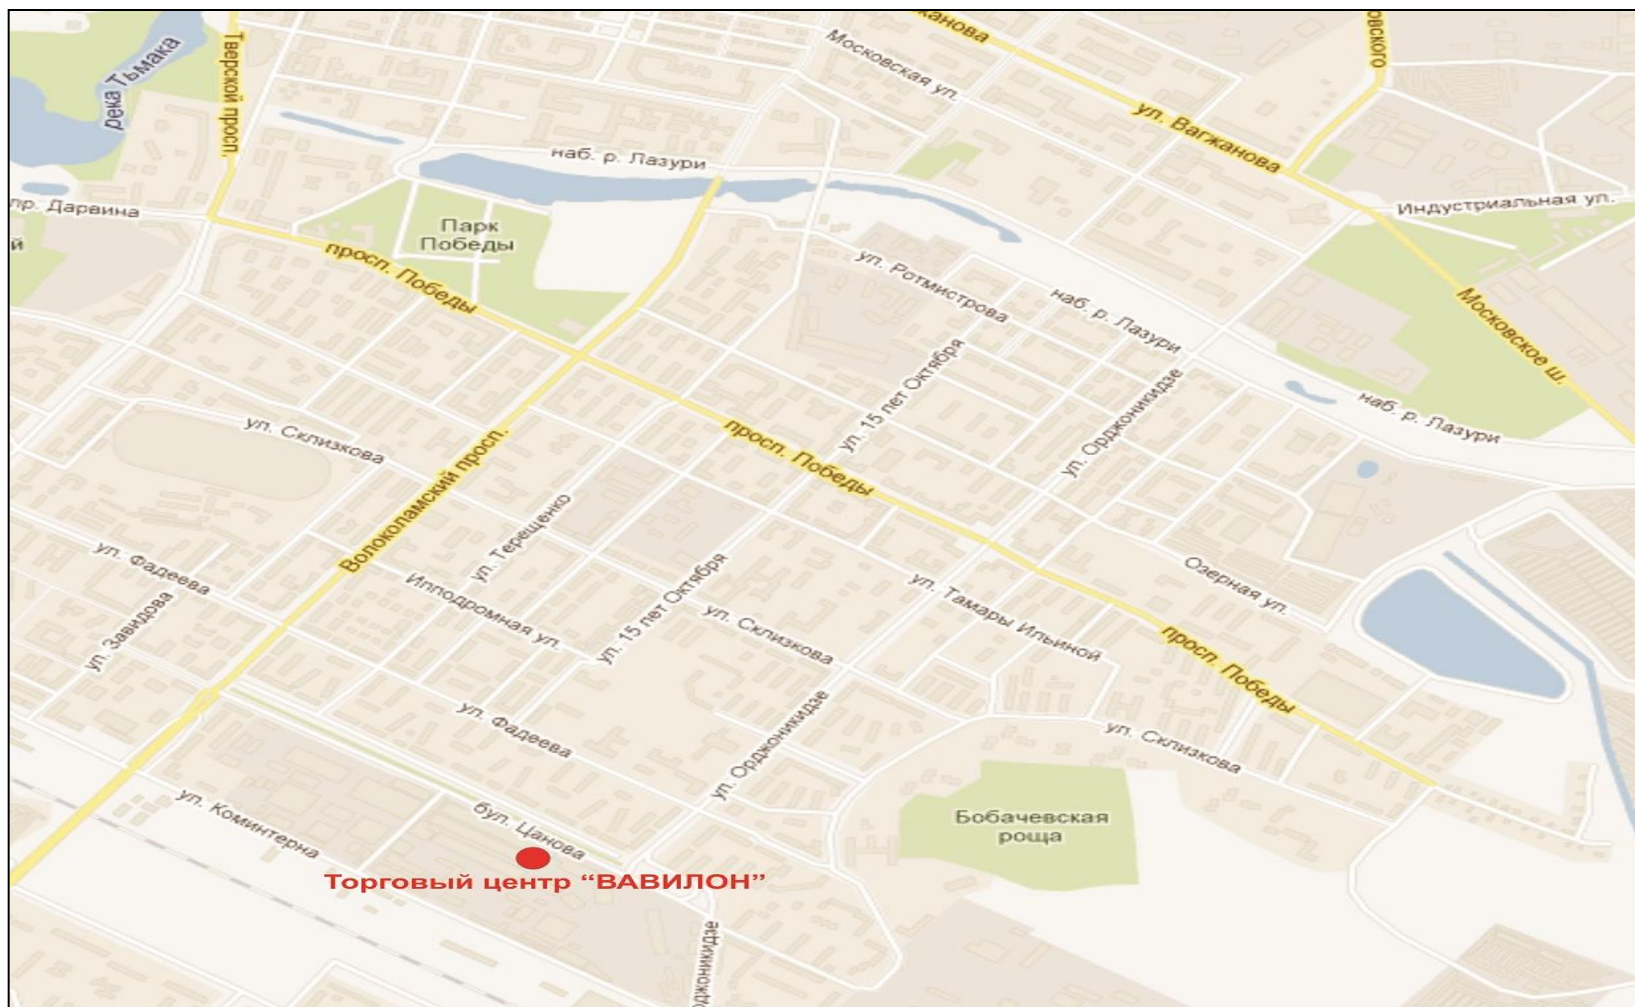 река Тьмака
Тверской просп.
Московская ул.
ул. Вагжанова
наб. р. Лазури
пр. Дарвина
Парк
Победы
просп. Победы
Индустриальная ул.
ул. Ротмистрова
наб. р. Лазури
Московское ш.
ул. 15 лет Октября
ул. Орджоникидзе
наб. р. Лазури
ул. Склизкова
просп. Победы
Волоколамский просп.
ул. Терещенко
ул. Фадеева
Ипподромная ул.
ул. Завидова
ул. 15 лет Октября
ул. Склизкова
ул. Тамары Ильиной
Озерная ул.
просп. Победы
ул. Фадеева
ул. Орджоникидзе
ул. Склизкова
ул. Коминтерна
бул. Цанова
Бобачевская
роща
Торговый центр “ВАВИЛОН”